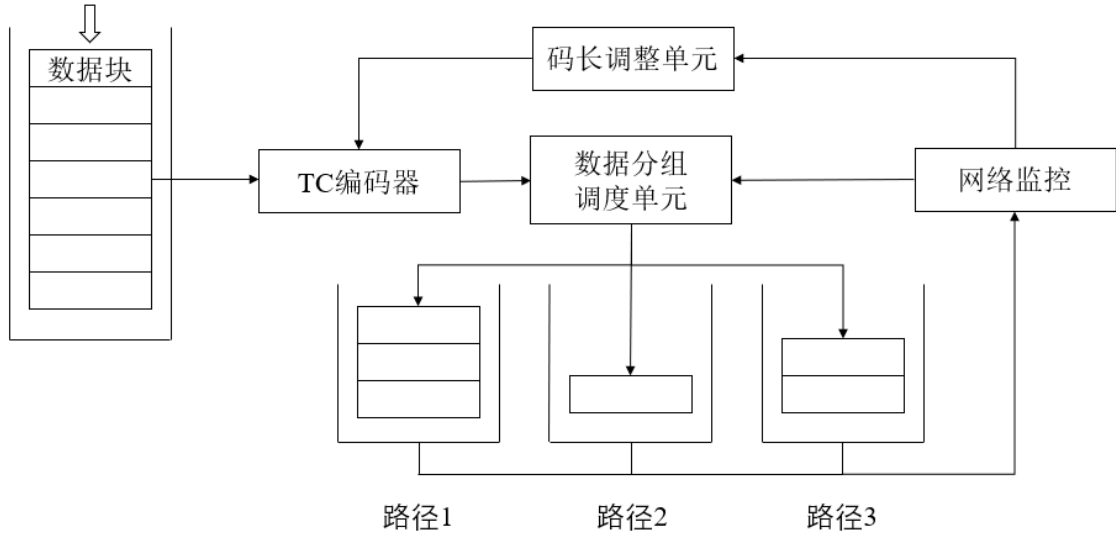 数据块
码长调整单元
TC编码器
数据分组
调度单元
网络监控
路径1
路径2
路径3